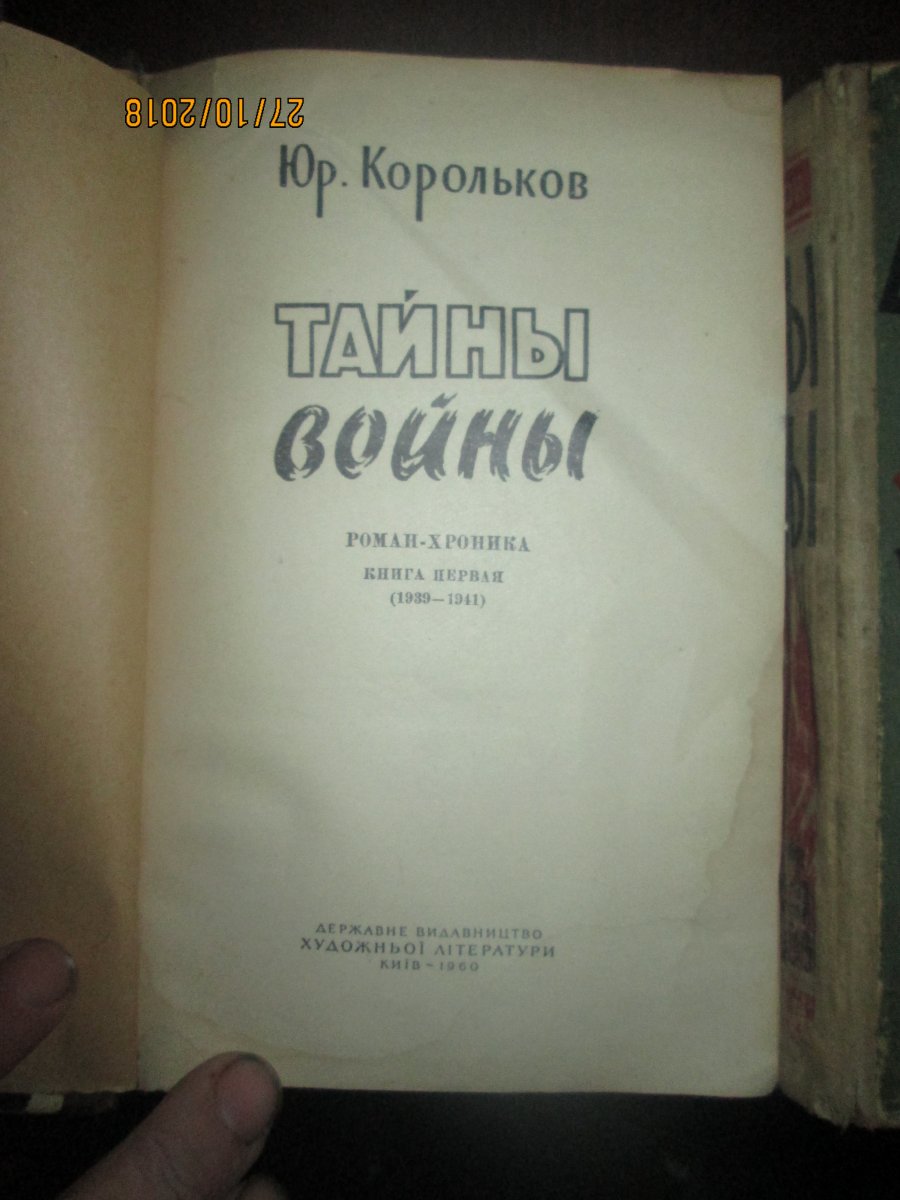 27/10/2018
Юр. Корольков
ТАЙНЫ
ВОЙНЫ
РОМАН-ХРОНИКА
КНИГА ПЕРВАЯ
(1939—1941)
ДЕРЖАВНЕ ВИДАВНИЦТВО
ХУДОЖНЬОЇ ЛІТЕРАТУРИ
КИЇВ – 1960